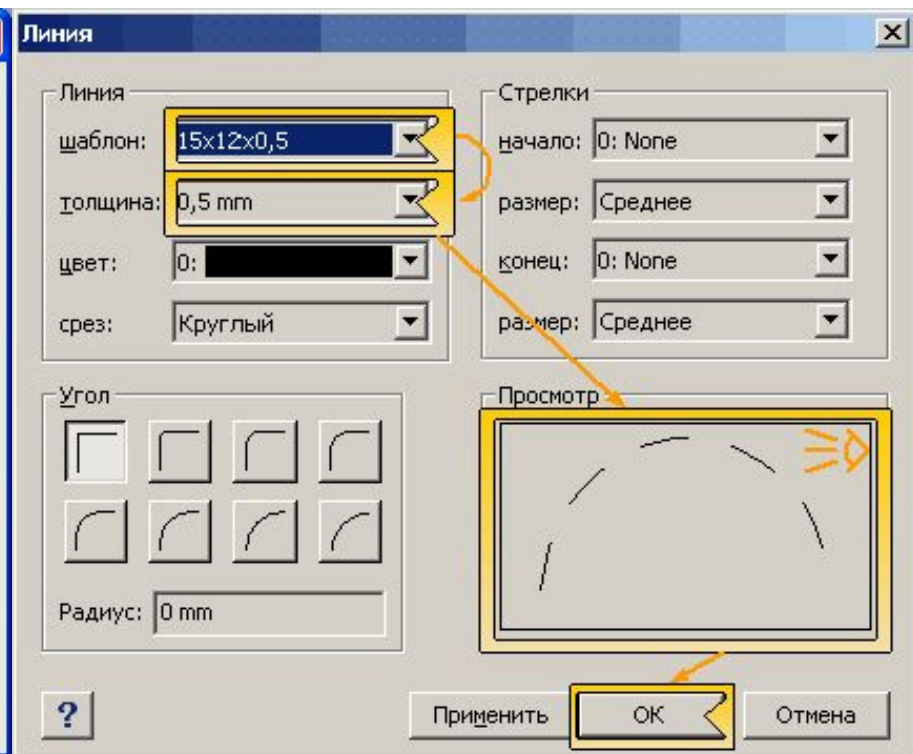 Линия
Линия
шаблон: 15x12x0,5
толщина: 0,5 mm
цвет: 0:
срез: Круглый
Стрелки
начало: 0: None
размер: Среднее
конец: 0: None
размер: Среднее
Угол
Радиус: 0 mm
Просмотр
?
Применить
OK
Отмена